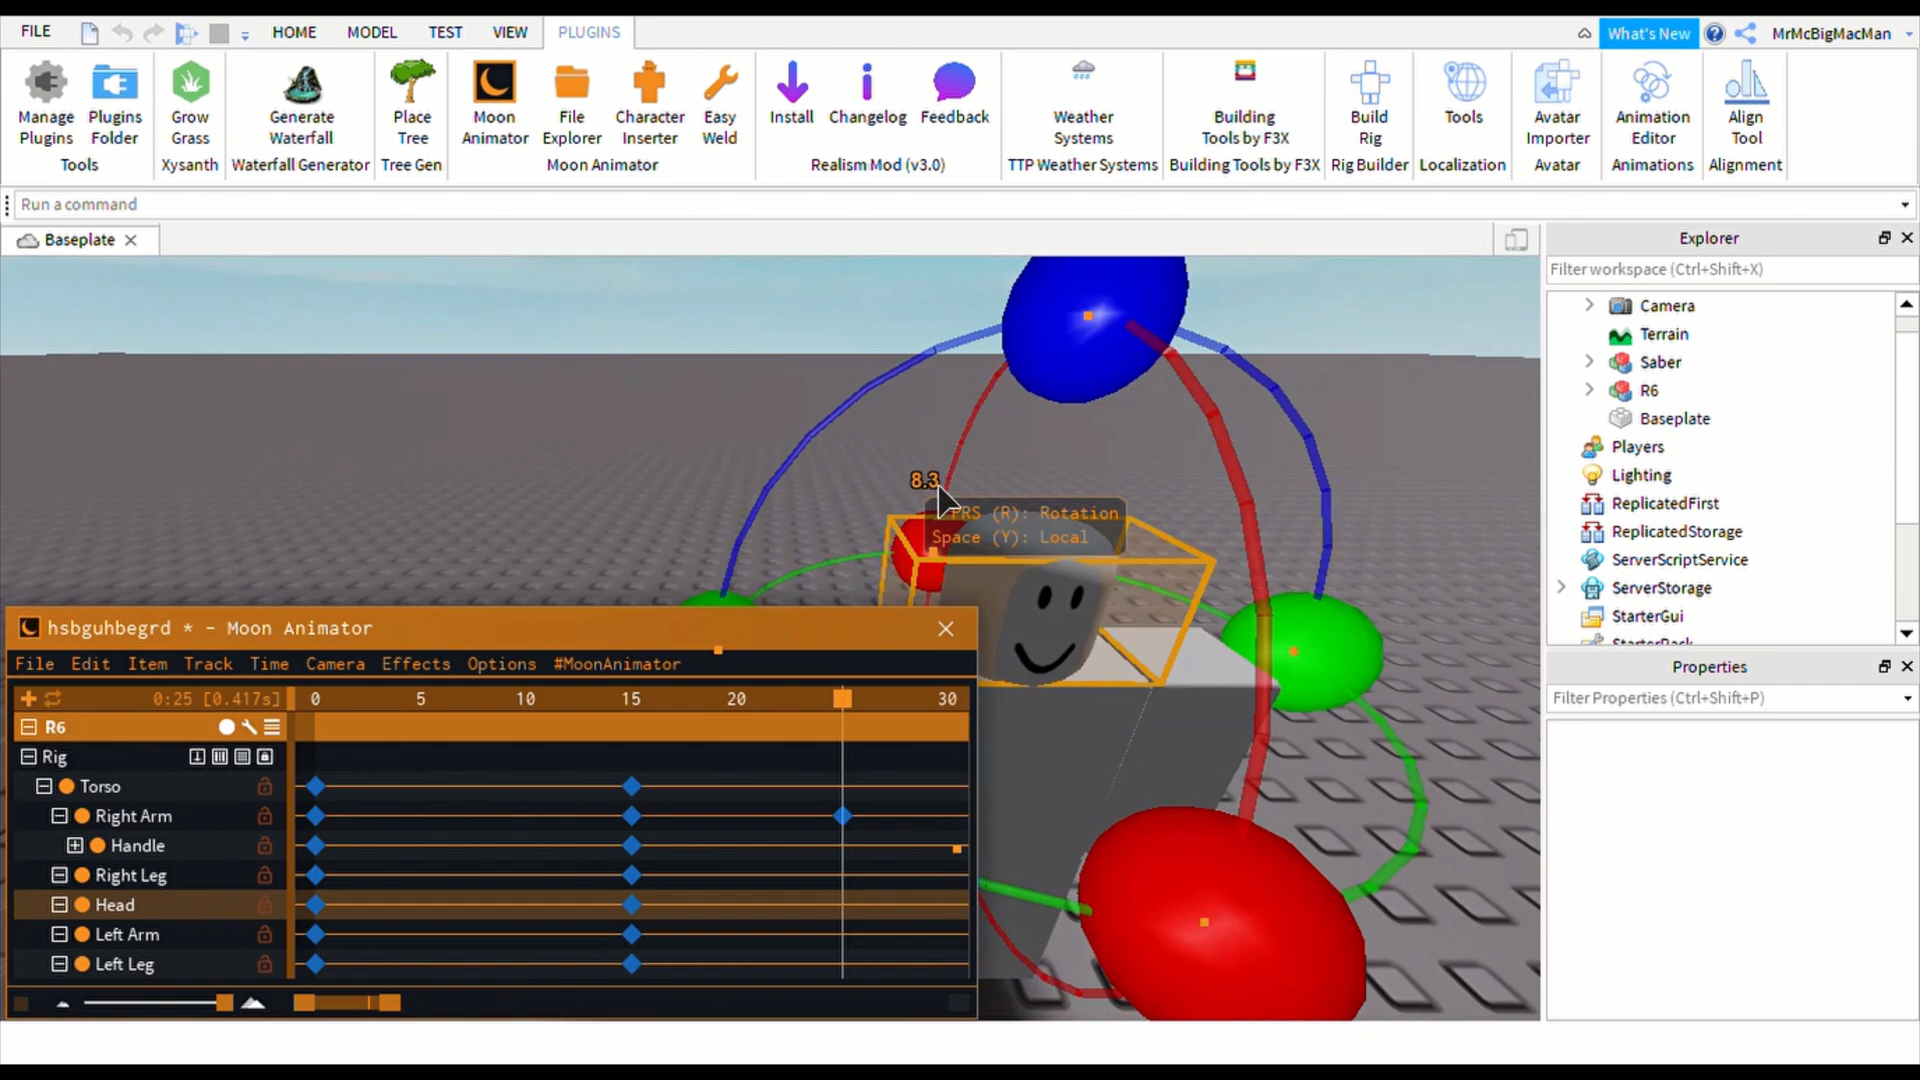 FILE HOME MODEL TEST VIEW PLUGINS What's New MrMcBigMacMan
Manage Plugins
Plugins Folder
Tools
Grow Grass
Xysanth
Generate Waterfall
Waterfall Generator
Place Tree
Tree Gen
Moon Animator
File Explorer
Character Inserter
Easy Weld
Moon Animator
Install
Changelog
Feedback
Realism Mod (v3.0)
Weather Systems
TTP Weather Systems
Building Tools by F3X
Building Tools by F3X
Build Rig
Rig Builder
Tools
Localization
Avatar Importer
Avatar
Animation Editor
Animations
Align Tool
Alignment
Run a command
Baseplate
8.3
PRS (R): Rotation
Space (Y): Local
hsbguhbegrd * - Moon Animator
File Edit Item Track Time Camera Effects Options #MoonAnimator
0:25 [0.417s] 0 5 10 15 20 30
R6
Rig
Torso
Right Arm
Handle
Right Leg
Head
Left Arm
Left Leg
Explorer
Filter workspace (Ctrl+Shift+X)
Camera
Terrain
Saber
R6
Baseplate
Players
Lighting
ReplicatedFirst
ReplicatedStorage
ServerScriptService
ServerStorage
StarterGui
StarterPack
Properties
Filter Properties (Ctrl+Shift+P)